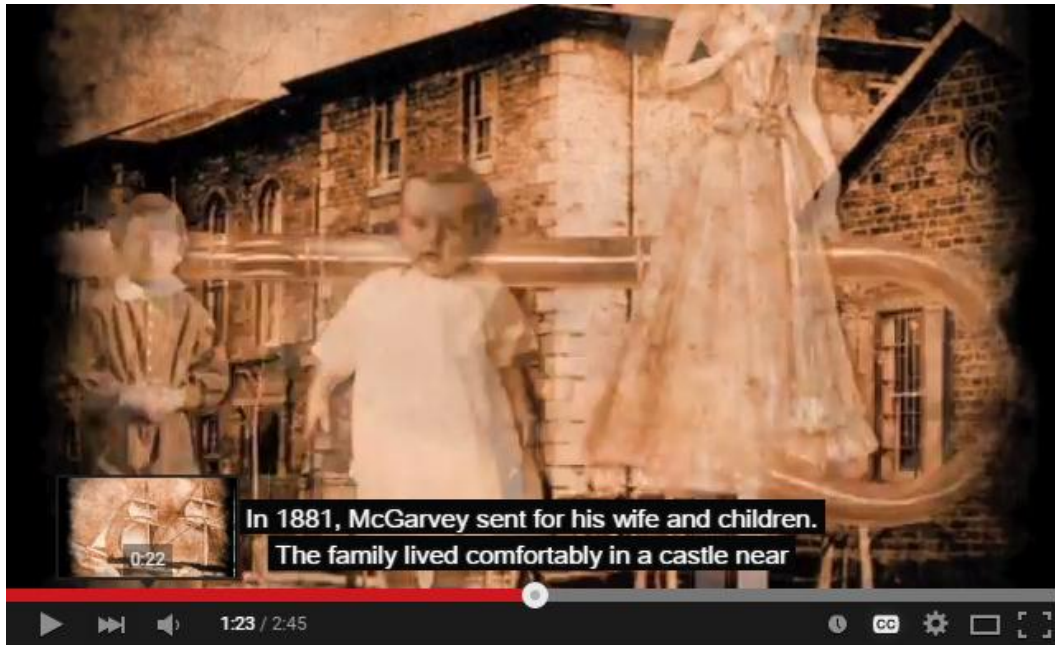 In 1881, McGarvey sent for his wife and children.
The family lived comfortably in a castle near
0:22
1:23 / 2:45
CC